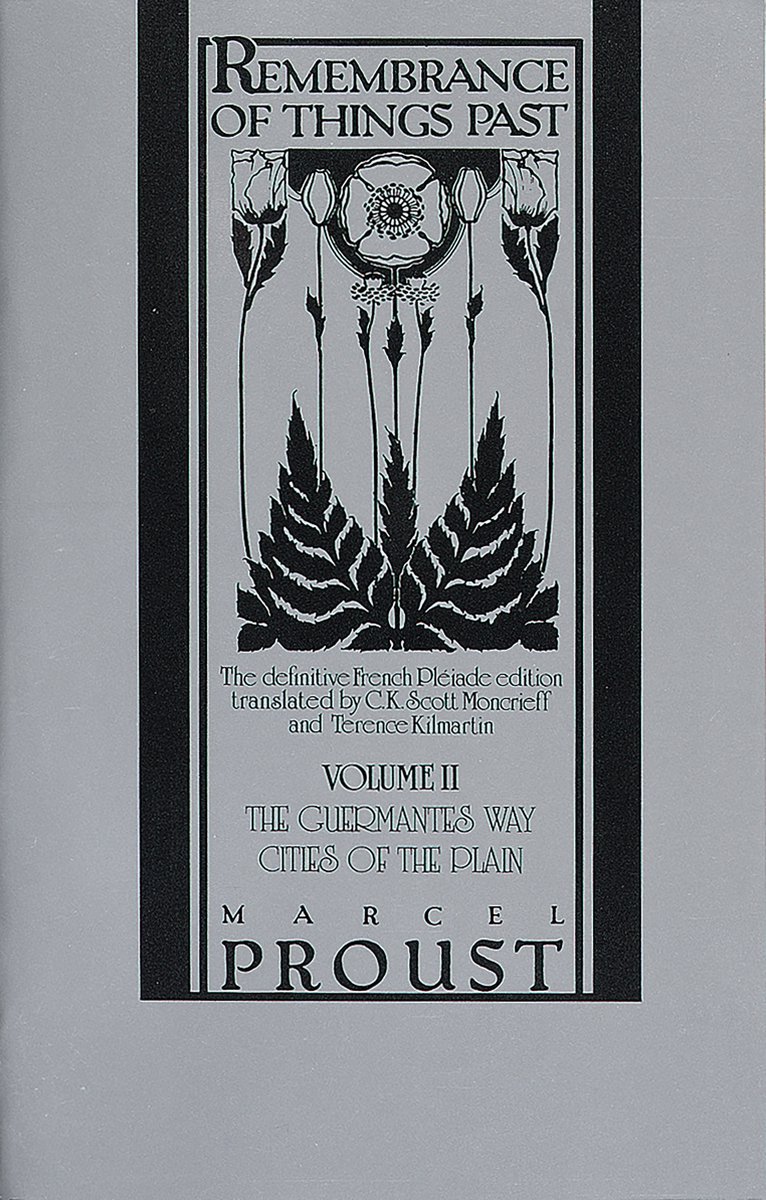 REMEMBRANCE
OF THINGS PAST
The definitive French Pléiade edition
translated by C.K. Scott Moncrieff
and Terence Kilmartin
VOLUME II
THE GUERMANTES WAY
CITIES OF THE PLAIN
MARCEL
PROUST